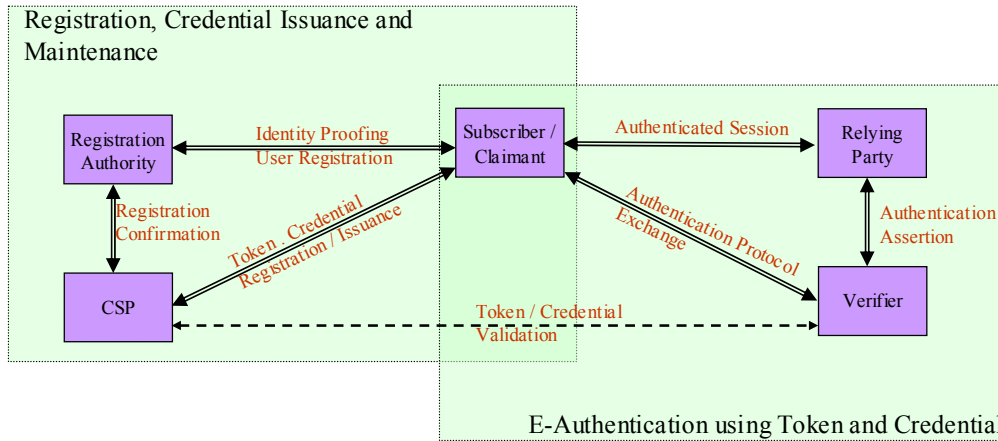 Registration, Credential Issuance and
Maintenance
Registration
Authority
Identity Proofing
User Registration
Subscriber /
Claimant
Authenticated Session
Relying
Party
Registration
Confirmation
Token . Credential
Registration / Issuance
Authentication Protocol
Exchange
Authentication
Assertion
CSP
Token / Credential
Validation
Verifier
E-Authentication using Token and Credential